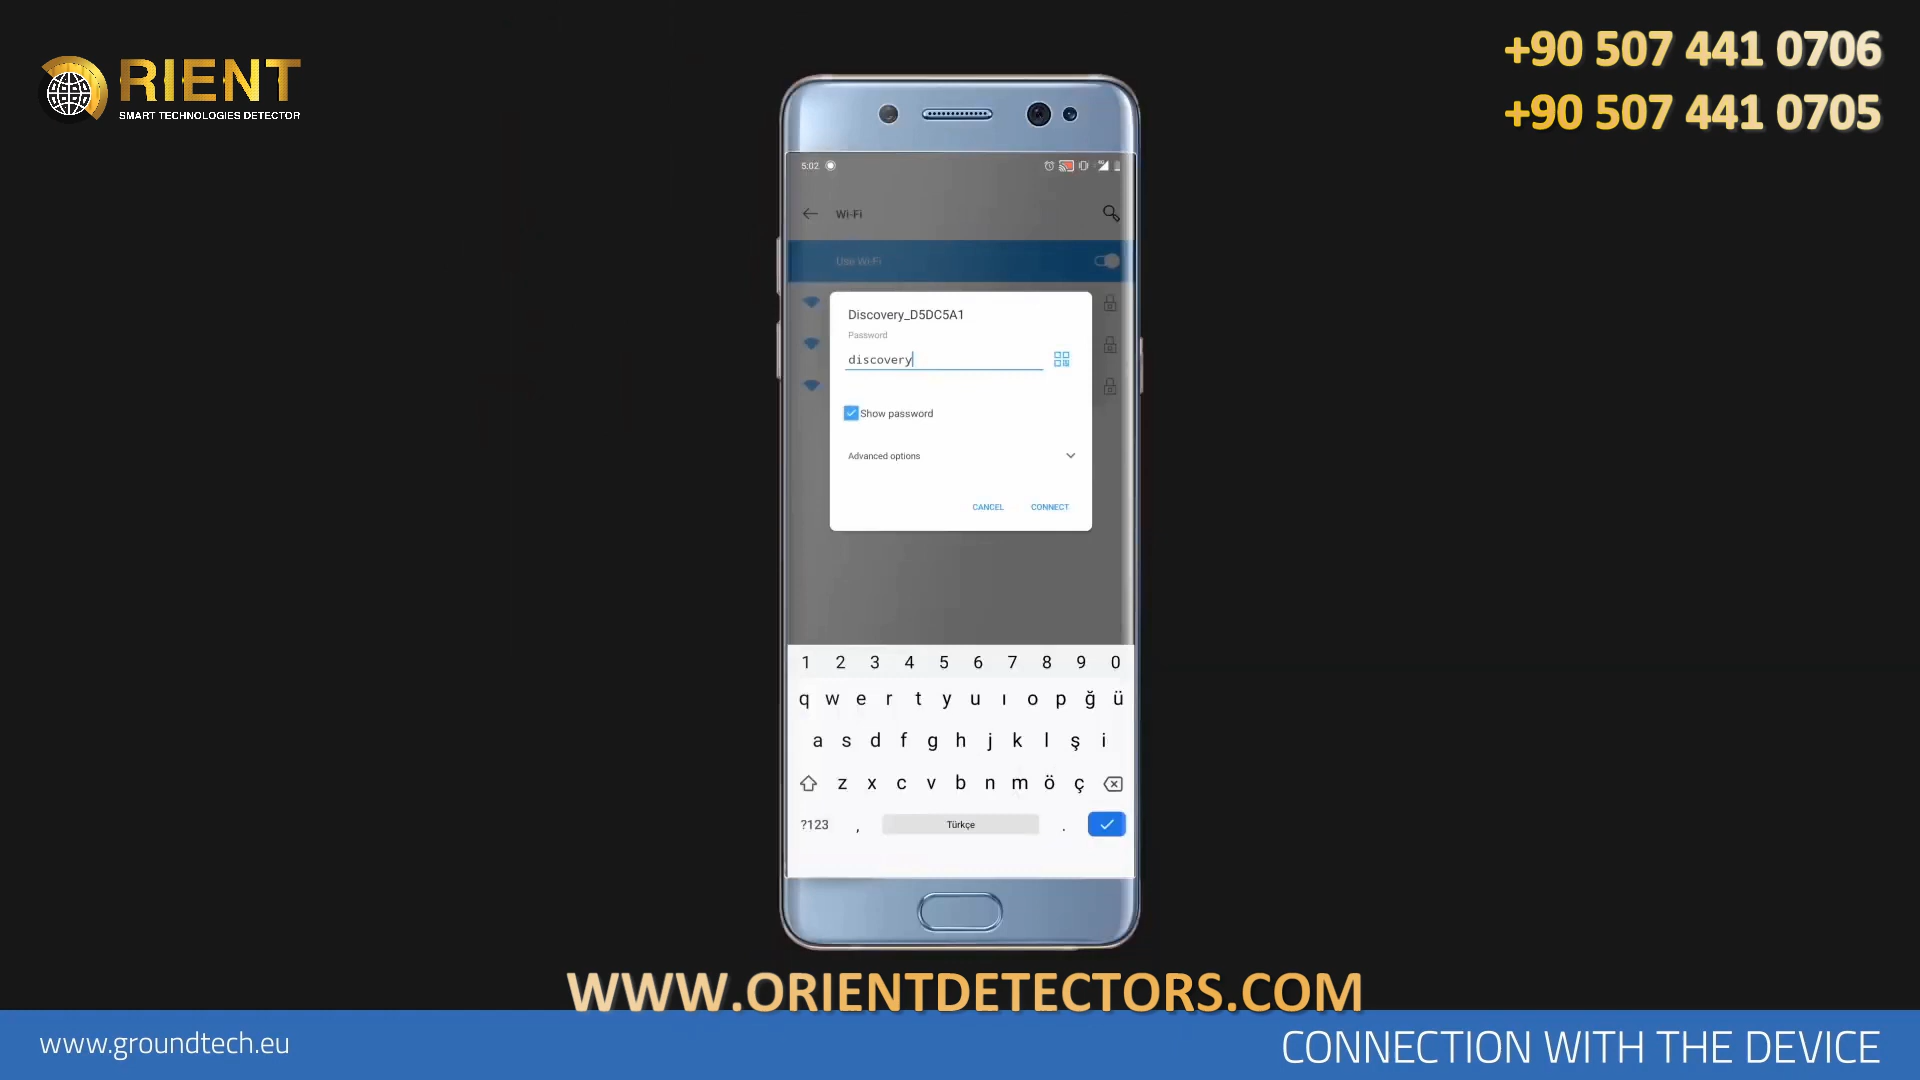 RIENT
SMART TECHNOLOGIES DETECTOR
+90 507 441 0706
+90 507 441 0705
5:02
Wi-Fi
Use Wi-Fi
Discovery_D5DC5A1
Password
discovery
Show password
Advanced options
CANCEL CONNECT
1 2 3 4 5 6 7 8 9 0
q w e r t y u ı o p ğ ü
a s d f g h j k l ş i
z x c v b n m ö ç
?123 , Türkçe .
WWW.ORIENTDETECTORS.COM
www.groundtech.eu
CONNECTION WITH THE DEVICE